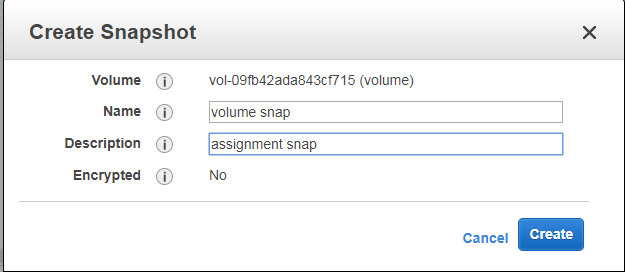 Create Snapshot
Volume vol-09fb42ada843cf715 (volume)
Name volume snap
Description assignment snap
Encrypted No
Cancel Create